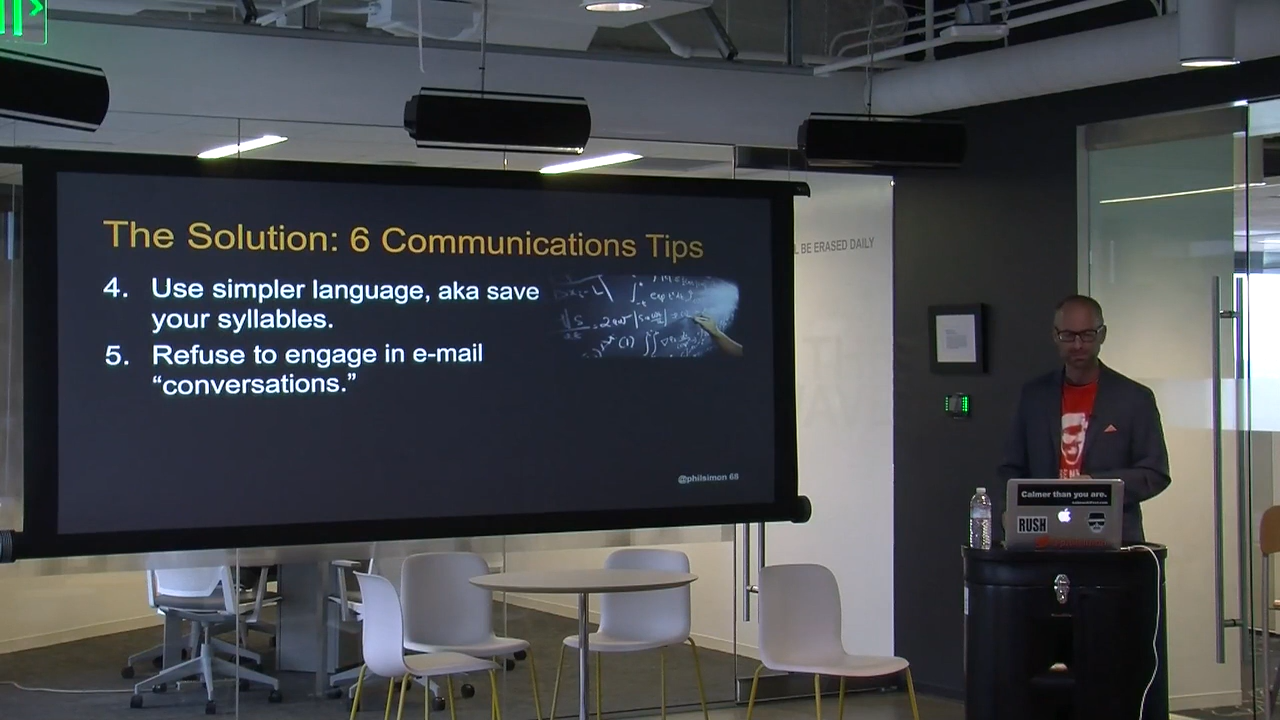 The Solution: 6 Communications Tips
4. Use simpler language, aka save
your syllables.
5. Refuse to engage in e-mail
“conversations.”
@philsimon 68
BE ERASED DAILY
Calmer than you are.
RUSH